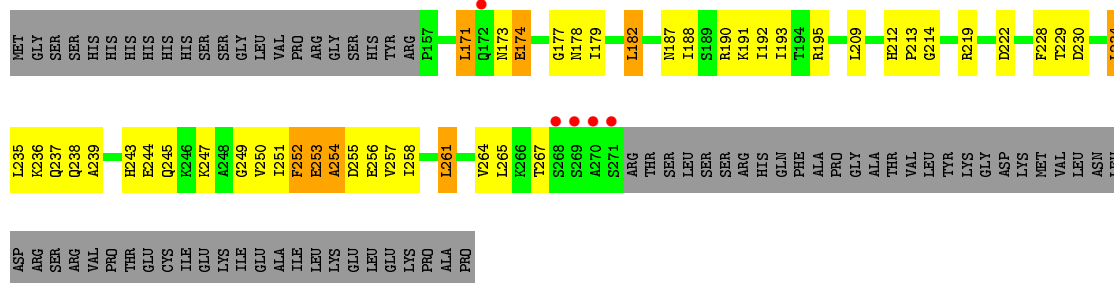 MET GLY SER SER HIS HIS HIS HIS HIS HIS SER SER GLY LEU VAL PRO ARG GLY SER HIS TYR ARG P157 L171 Q172 N173 E174 G177 N178 I179 L182 N187 I188 S189 R190 K191 I192 I193 T194 R195 L209 H212 P213 G214 R219 D222 F228 T229 D230
L235 K236 Q237 Q238 A239 H243 E244 Q245 K246 K247 A248 G249 V250 I251 F252 E253 A254 D255 E256 V257 I258 L261 V264 L265 K266 T267 S268 S269 A270 S271 ARG THR SER LEU SER SER ARG HIS GLN PHE ALA PRO GLY ALA THR VAL LEU TYR LYS GLY ASP LYS MET VAL LEU ASN
ASP ARG SER ARG VAL PRO THR GLU CYS ILE GLU LYS ILE GLU ALA ILE LEU LYS GLU LEU GLU LYS PRO ALA PRO